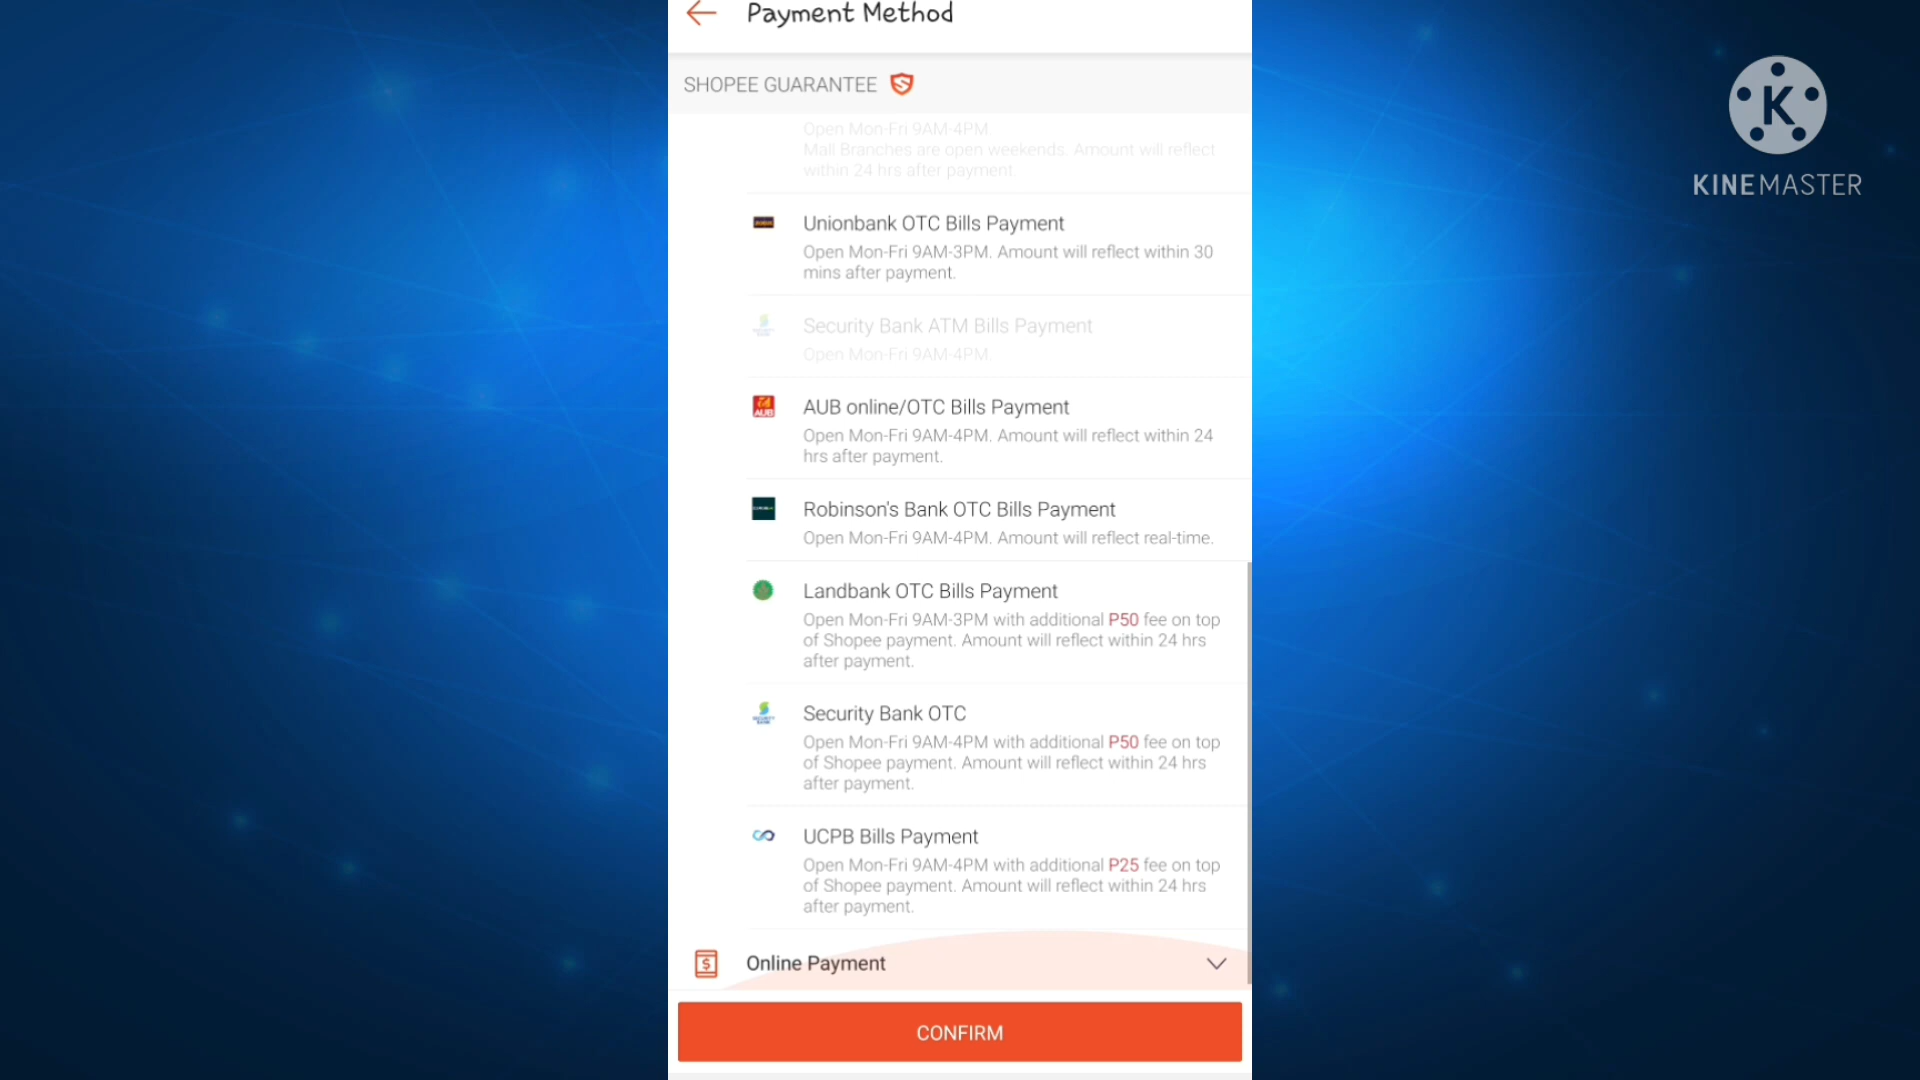 Payment Method
SHOPEE GUARANTEE
Open Mon-Fri 9AM-4PM.
Mall Branches are open weekends. Amount will reflect
within 24 hrs after payment.
Unionbank OTC Bills Payment
Open Mon-Fri 9AM-3PM. Amount will reflect within 30
mins after payment.
Security Bank ATM Bills Payment
Open Mon-Fri 9AM-4PM.
AUB
AUB online/OTC Bills Payment
Open Mon-Fri 9AM-4PM. Amount will reflect within 24
hrs after payment.
Robinson's Bank OTC Bills Payment
Open Mon-Fri 9AM-4PM. Amount will reflect real-time.
Landbank OTC Bills Payment
Open Mon-Fri 9AM-3PM with additional P50 fee on top
of Shopee payment. Amount will reflect within 24 hrs
after payment.
Security Bank OTC
Open Mon-Fri 9AM-4PM with additional P50 fee on top
of Shopee payment. Amount will reflect within 24 hrs
after payment.
UCPB Bills Payment
Open Mon-Fri 9AM-4PM with additional P25 fee on top
of Shopee payment. Amount will reflect within 24 hrs
after payment.
Online Payment
CONFIRM
K
KINEMASTER